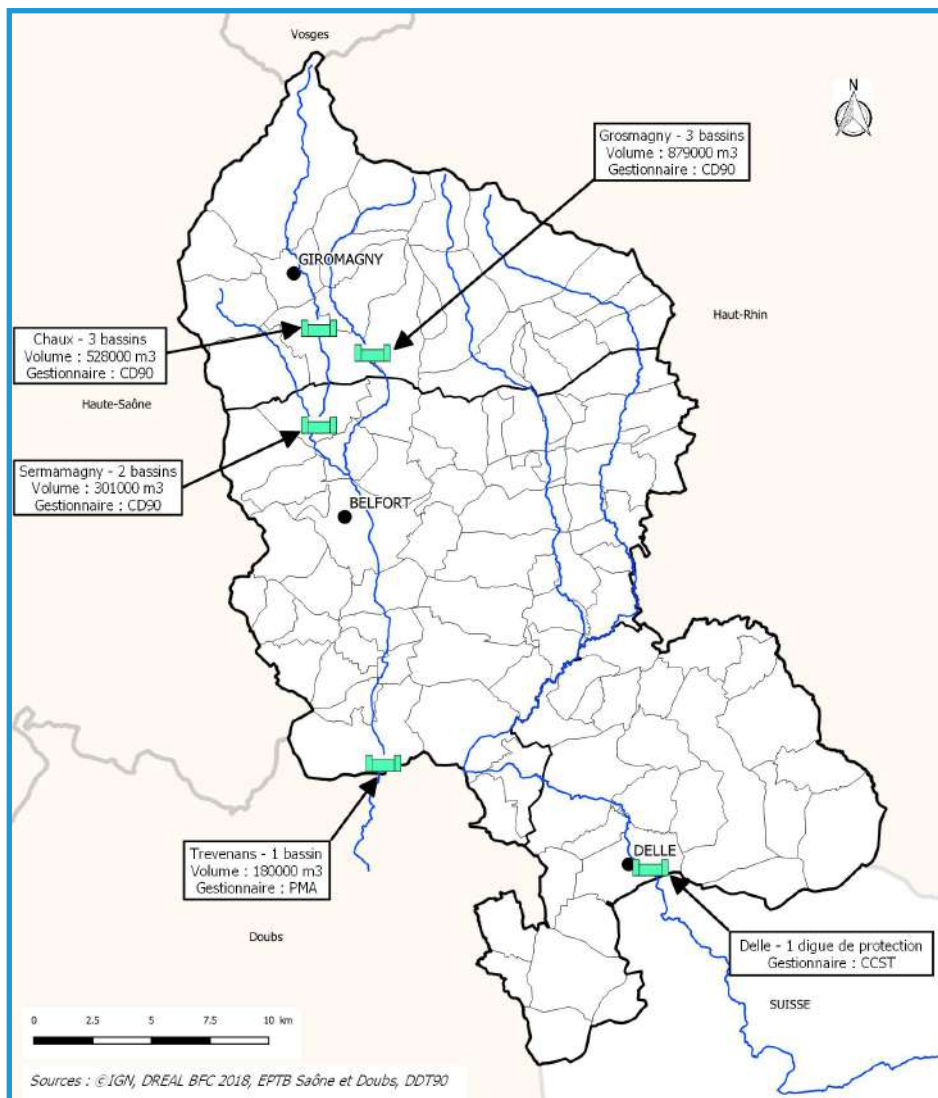 Vosges
N
Grosmagny - 3 bassins
Volume : 879000 m3
Gestionnaire : CD90
GIROMAGNY
Haut-Rhin
Chaux - 3 bassins
Volume : 528000 m3
Gestionnaire : CD90
Haute-Saône
Sermamagny - 2 bassins
Volume : 301000 m3
Gestionnaire : CD90
BELFORT
Trevenans - 1 bassin
Volume : 180000 m3
Gestionnaire : PMA
DELLE
Doubs
Delle - 1 digue de protection
Gestionnaire : CCST
SUISSE
0 2.5 5 7.5 10 km
Sources : ©IGN, DREAL BFC 2018, EPTB Saône et Doubs, DDT90